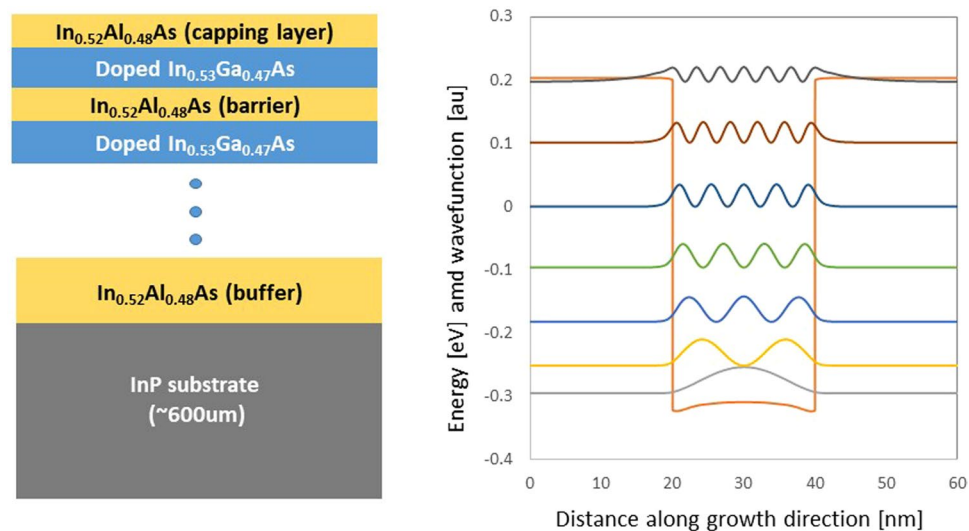 In₀.₅₂Al₀.₄₈As (capping layer)
Doped In₀.₅₃Ga₀.₄₇As
In₀.₅₂Al₀.₄₈As (barrier)
Doped In₀.₅₃Ga₀.₄₇As
In₀.₅₂Al₀.₄₈As (buffer)
InP substrate
(~600um)
Energy [eV] amd wavefunction [au]
0.3
0.2
0.1
0
-0.1
-0.2
-0.3
-0.4
0 10 20 30 40 50 60
Distance along growth direction [nm]